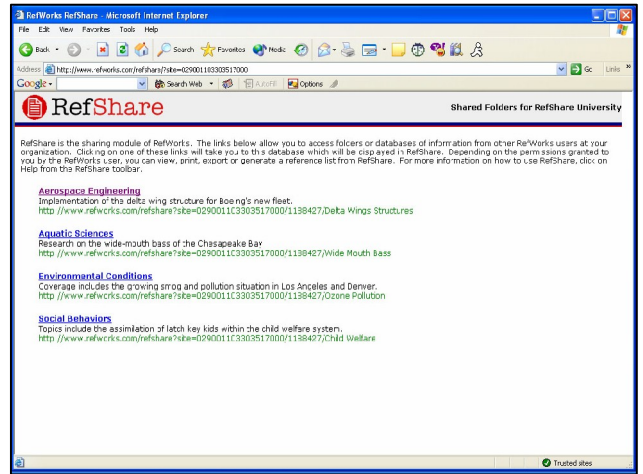 RefWorks RefShare - Microsoft Internet Explorer
File Edit View Favorites Tools Help
Back Search Favorites Media
Address http://www.refworks.com/refshare/?site=029001103303517000 Go Links »
Google Search Web AutoFill Options
RefShare Shared Folders for RefShare University
RefShare is the sharing module of RefWorks. The links below allow you to access folders or databases of information from other RefWorks users at your
organization. Clicking on one of these links will take you to this database which will be displayed in RefShare. Depending on the permissions granted to
you by the RefWorks user, you can view, print, export or generate a reference list from RefShare. For more information on how to use RefShare, click on
Help from the RefShare toolbar.
Aerospace Engineering
Implementation of the delta wing structure for Boeing's new fleet.
http://www.refworks.com/refshare?site=029001103303517000/1138427/Delta Wings Structures
Aquatic Sciences
Research on the wide-mouth bass of the Chesapeake Bay
http://www.refworks.com/refshare?site=029001103303517000/1138427/Wide Mouth Bass
Environmental Conditions
Coverage includes the growing smog and pollution situation in Los Angeles and Denver.
http://www.refworks.com/refshare?site=029001103303517000/1138427/Ozone Pollution
Social Behaviors
Topics include the assimilation of latch key kids within the child welfare system.
http://www.refworks.com/refshare?site=029001103303517000/1138427/Child Welfare
Trusted sites